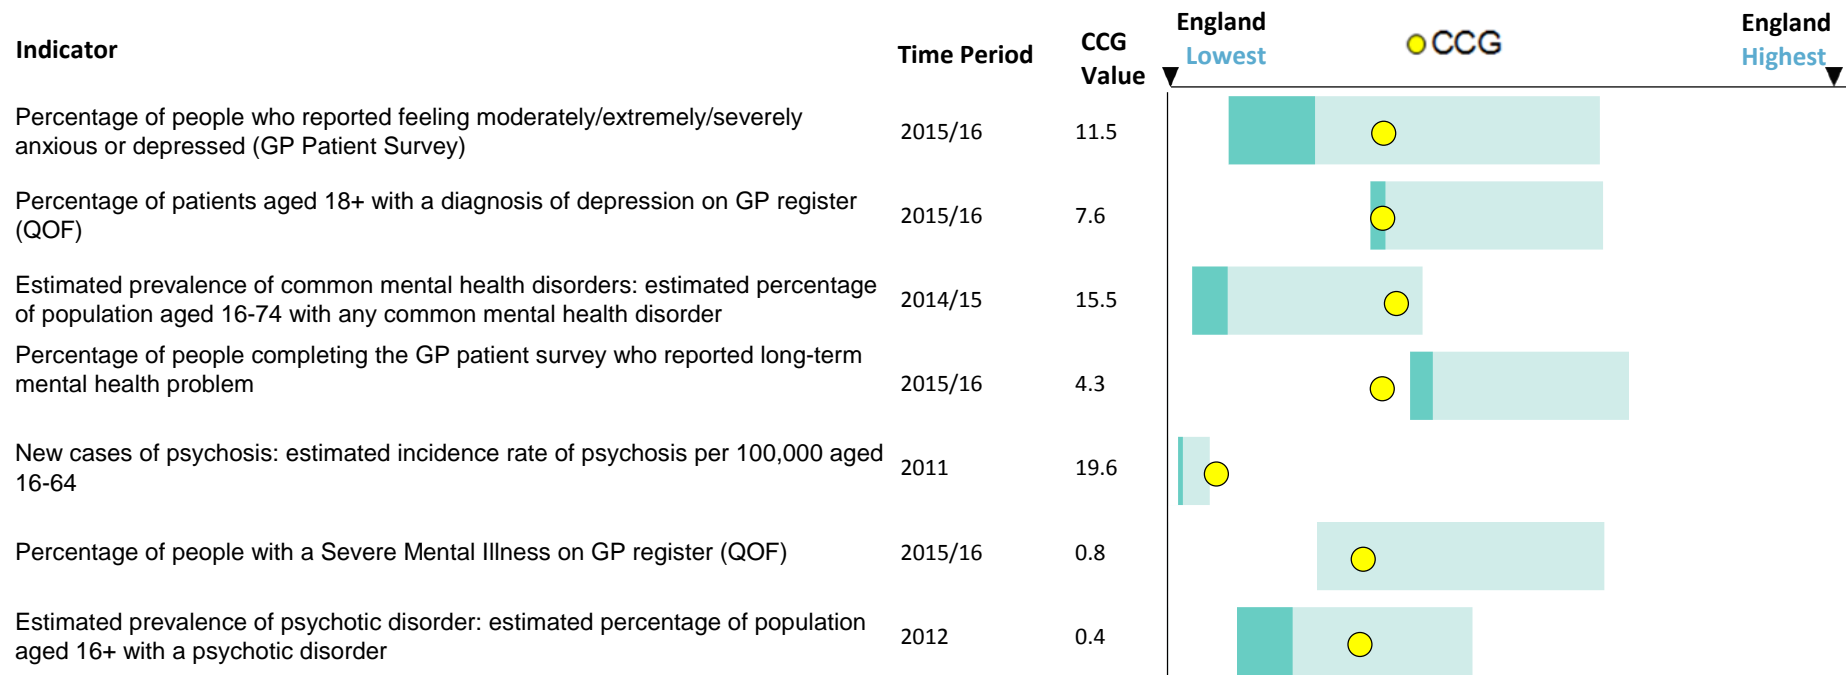 Indicator
Time Period
CCG
Value
England
Lowest
CCG
England
Highest
Percentage of people who reported feeling moderately/extremely/severely
anxious or depressed (GP Patient Survey)
2015/16
11.5
Percentage of patients aged 18+ with a diagnosis of depression on GP register
(QOF)
2015/16
7.6
Estimated prevalence of common mental health disorders: estimated percentage
of population aged 16-74 with any common mental health disorder
2014/15
15.5
Percentage of people completing the GP patient survey who reported long-term
mental health problem
2015/16
4.3
New cases of psychosis: estimated incidence rate of psychosis per 100,000 aged
16-64
2011
19.6
Percentage of people with a Severe Mental Illness on GP register (QOF)
2015/16
0.8
Estimated prevalence of psychotic disorder: estimated percentage of population
aged 16+ with a psychotic disorder
2012
0.4